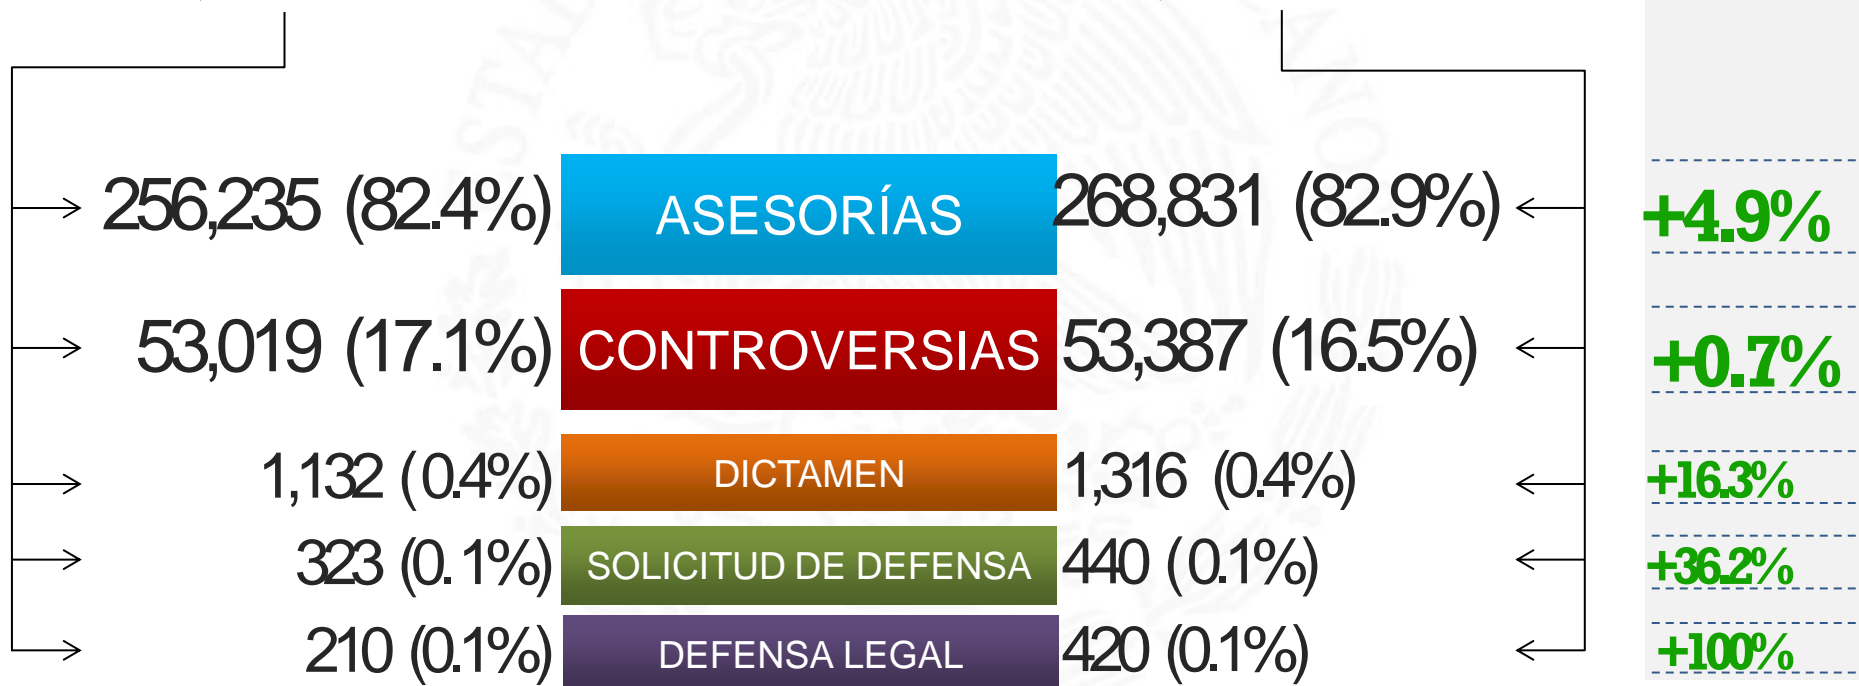 256,235 (82.4%) ASESORÍAS 268,831 (82.9%) +4.9%
53,019 (17.1%) CONTROVERSIAS 53,387 (16.5%) +0.7%
1,132 (0.4%) DICTAMEN 1,316 (0.4%) +16.3%
323 (0.1%) SOLICITUD DE DEFENSA 440 (0.1%) +36.2%
210 (0.1%) DEFENSA LEGAL 420 (0.1%) +100%